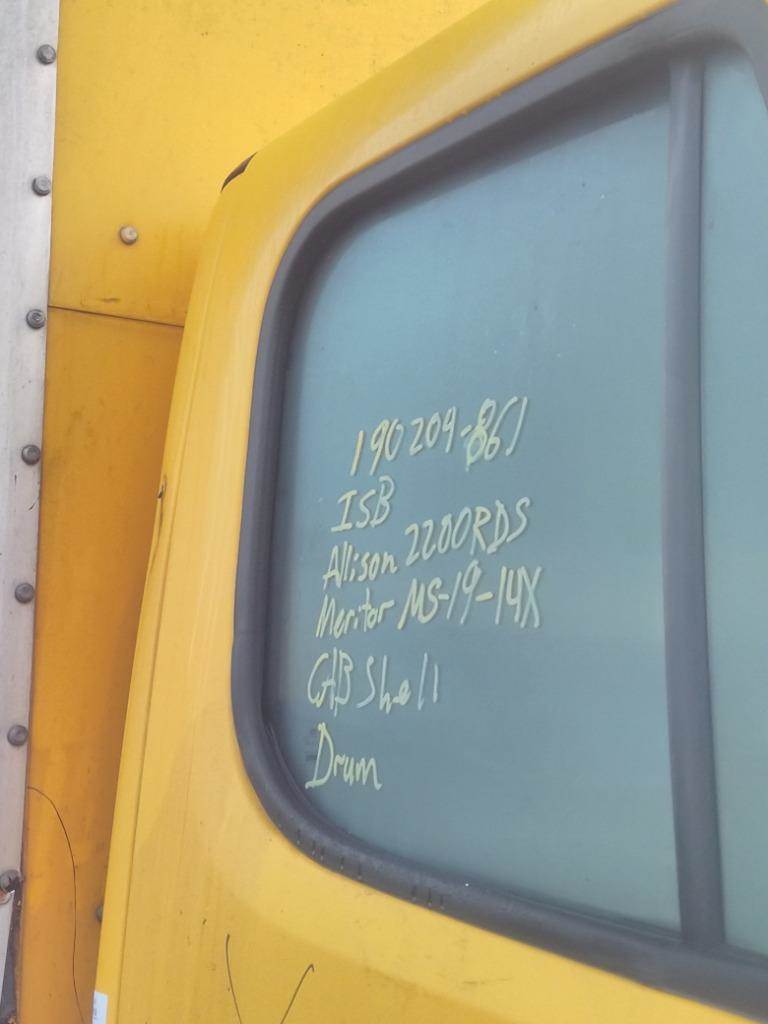 190209-861
ISB
Allison 2200RDS
Meritor MS-19-14X
CAB Shell
Drum